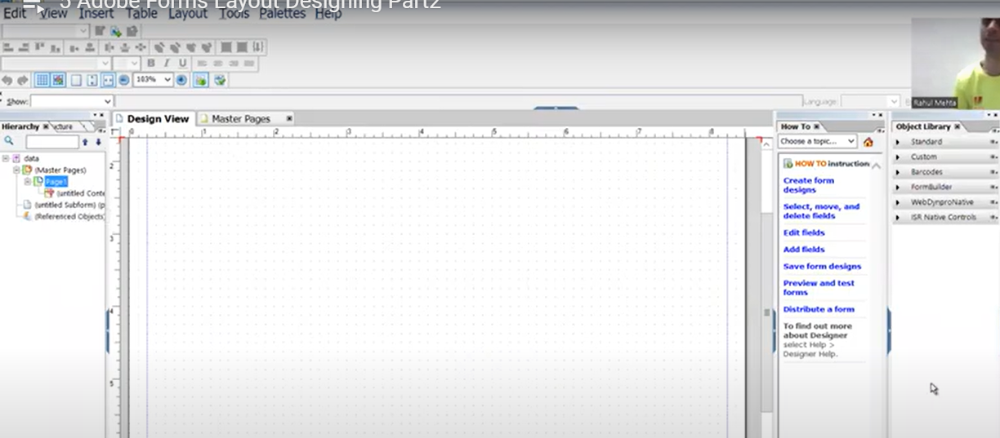 5 Adobe Forms Layout Designing Part2
Edit View Insert Table Layout Tools Palettes Help
B I U
103%
Show:
Language:
Rahul Mehta
Hierarchy
Design View Master Pages
0 1 2 3 4 5 6 7 8
2
3
4
5
data
(Master Pages)
Page1
(untitled Conte
(untitled Subform) (p
(Referenced Objects)
How To
Choose a topic...
HOW TO instruction
Create form
designs
Select, move, and
delete fields
Edit fields
Add fields
Save form designs
Preview and test
forms
Distribute a form
To find out more
about Designer
select Help >
Designer Help.
Object Library
Standard
Custom
Barcodes
FormBuilder
WebDynproNative
ISR Native Controls